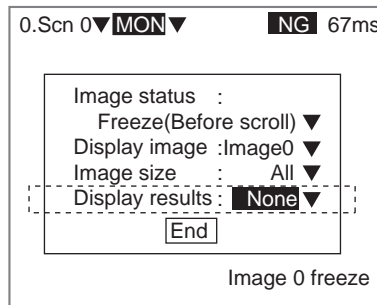 0.Scn 0▼ MON▼ NG 67ms
Image status :
Freeze(Before scroll) ▼
Display image :Image0 ▼
Image size : All ▼
Display results : None▼
End
Image 0 freeze